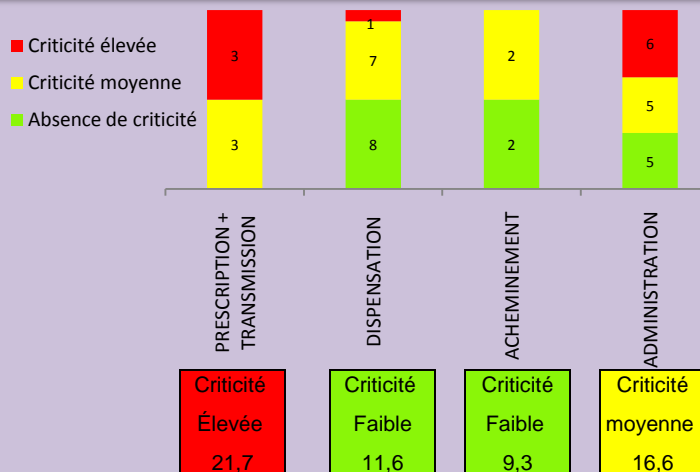 Criticité élevée
Criticité moyenne
Absence de criticité
3
3
1
7
8
2
2
6
5
5
PRESCRIPTION +
TRANSMISSION
DISPENSATION
ACHEMINEMENT
ADMINISTRATION
Criticité
Élevée
21,7
Criticité
Faible
11,6
Criticité
Faible
9,3
Criticité
moyenne
16,6